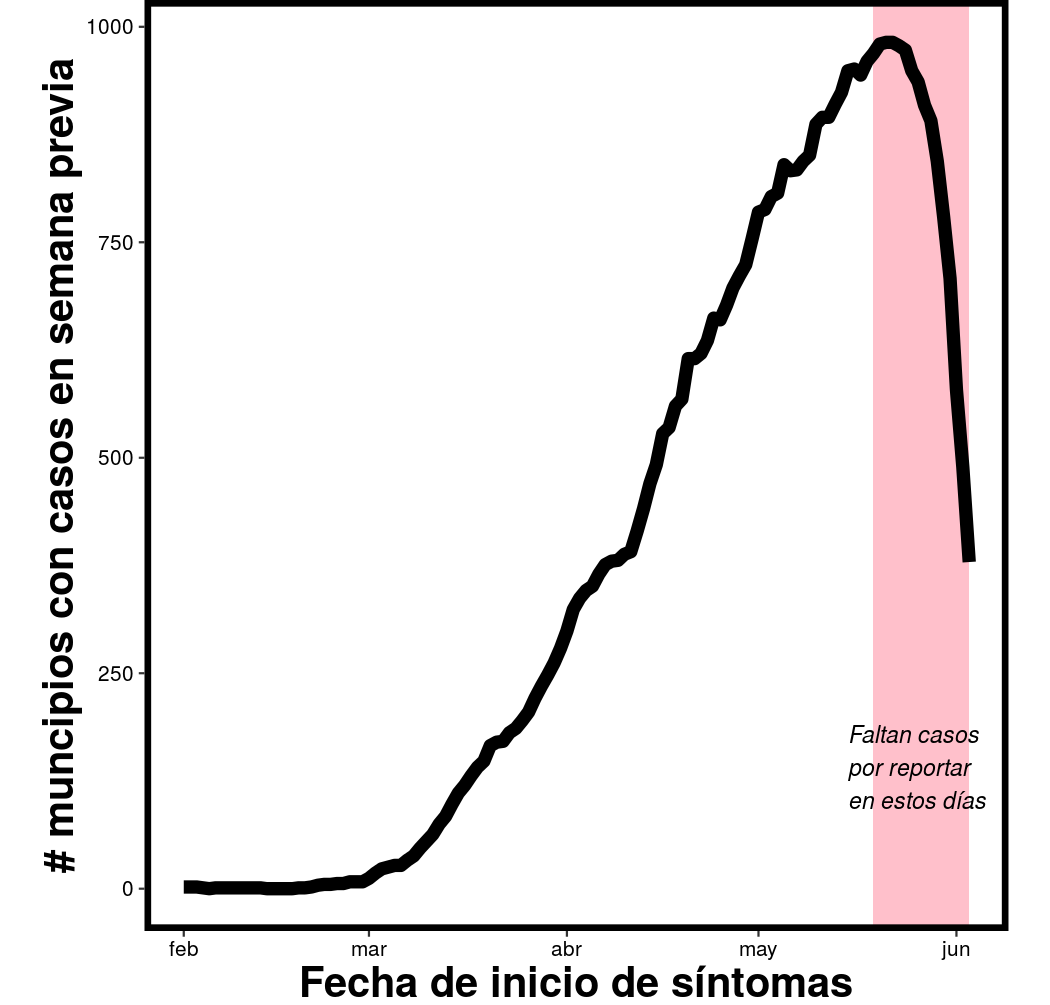 # muncipios con casos en semana previa
1000
750
500
250
0
Faltan casos
por reportar
en estos días
feb
mar
abr
may
jun
Fecha de inicio de síntomas